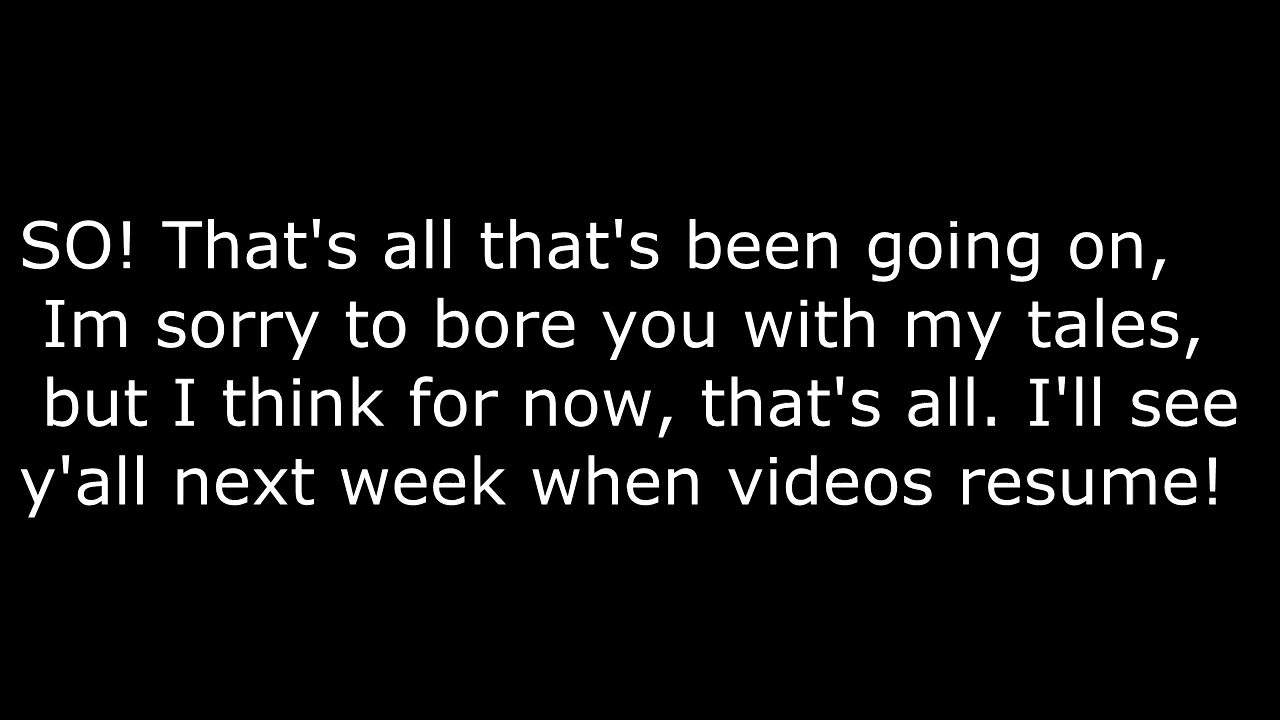 SO! That's all that's been going on,
Im sorry to bore you with my tales,
but I think for now, that's all. I'll see
y'all next week when videos resume!